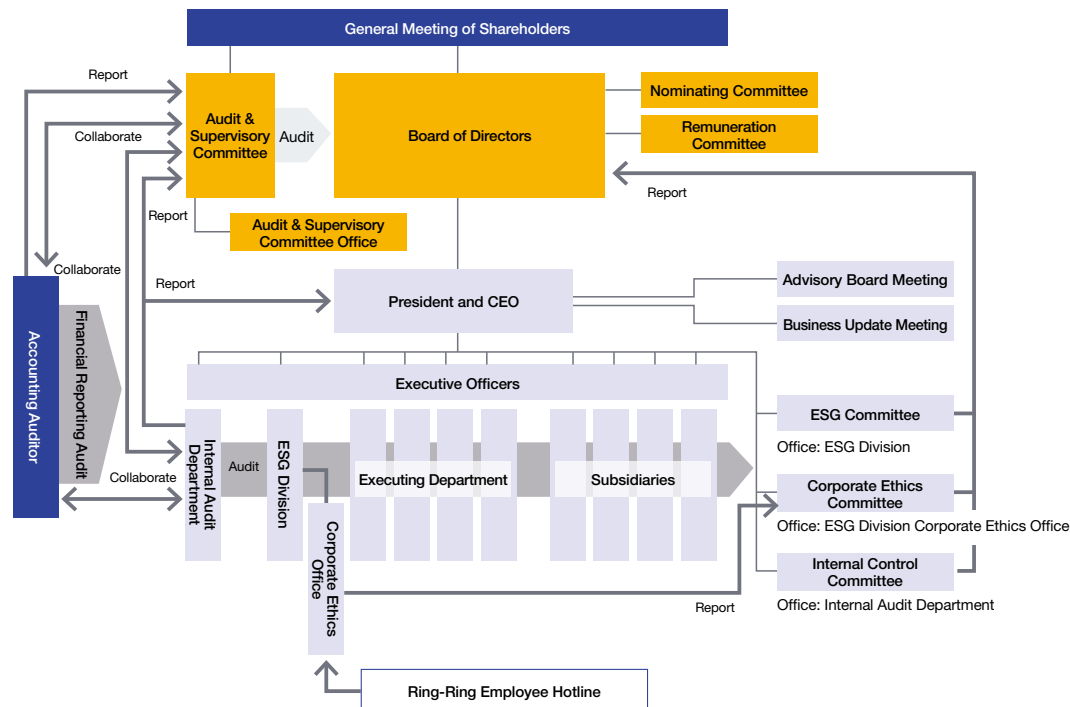 General Meeting of Shareholders
Report
Collaborate
Audit &
Supervisory
Committee
Audit
Board of Directors
Nominating Committee
Remuneration
Committee
Report
Report
Audit & Supervisory
Committee Office
Collaborate
Report
President and CEO
Advisory Board Meeting
Business Update Meeting
Accounting Auditor
Financial Reporting Audit
Executive Officers
ESG Committee
Office: ESG Division
Internal Audit
Department
Audit
ESG Division
Executing Department
Subsidiaries
Collaborate
Corporate Ethics
Committee
Office: ESG Division Corporate Ethics Office
Corporate Ethics
Office
Internal Control
Committee
Office: Internal Audit Department
Report
Ring-Ring Employee Hotline